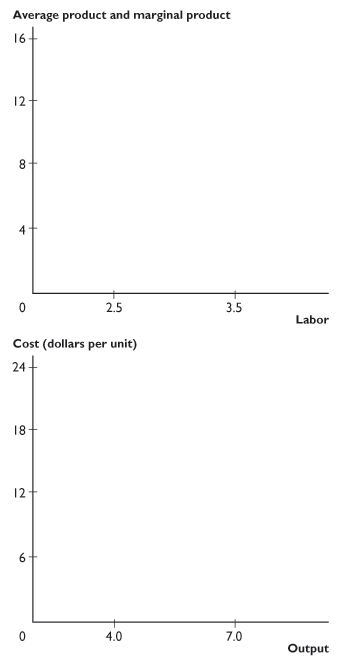 Average product and marginal product
16
12
8
4
0 2.5 3.5
Labor
Cost (dollars per unit)
24
18
12
6
0 4.0 7.0
Output